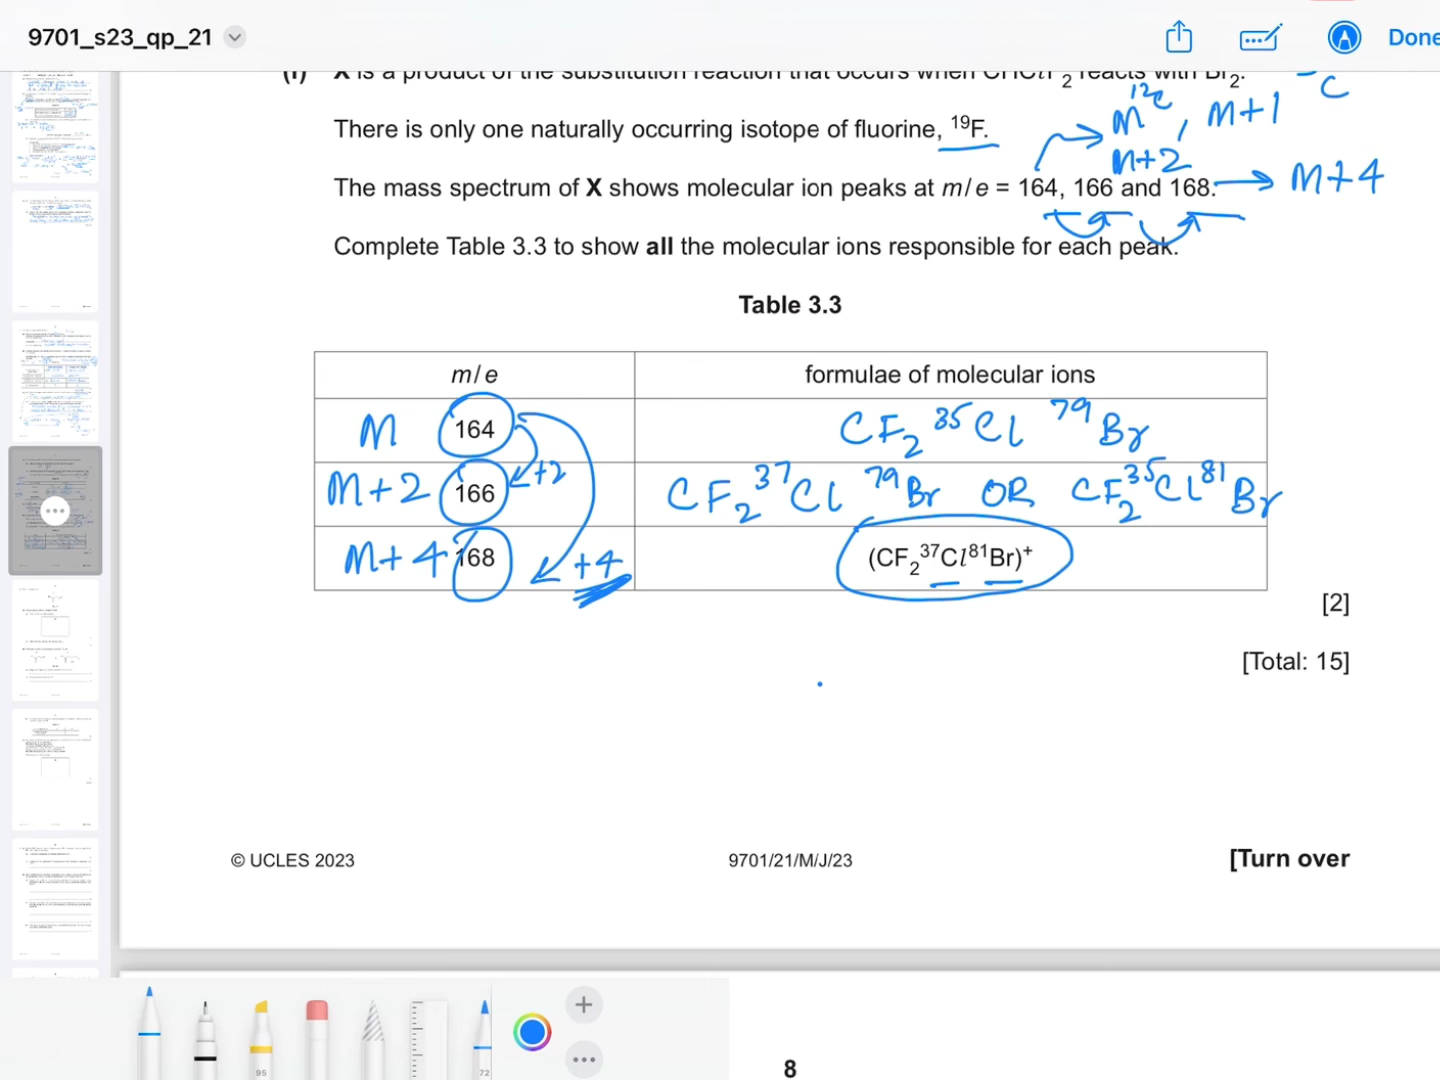 9701_s23_qp_21
Done
(f) X is a product of the substitution reaction that occurs when CHClF2 reacts with Br2.
12C
C
M, M+1
There is only one naturally occurring isotope of fluorine, 19F.
M+2
The mass spectrum of X shows molecular ion peaks at m/e = 164, 166 and 168. → M+4
Complete Table 3.3 to show all the molecular ions responsible for each peak.
Table 3.3
m/e formulae of molecular ions
M 164 CF2 35Cl 79Br
+2
M+2 166 CF2 37Cl 79Br OR CF2 35Cl 81Br
M+4 168 +4 (CF2 37Cl 81Br)+
[2]
[Total: 15]
© UCLES 2023 9701/21/M/J/23 [Turn over
95
72
8